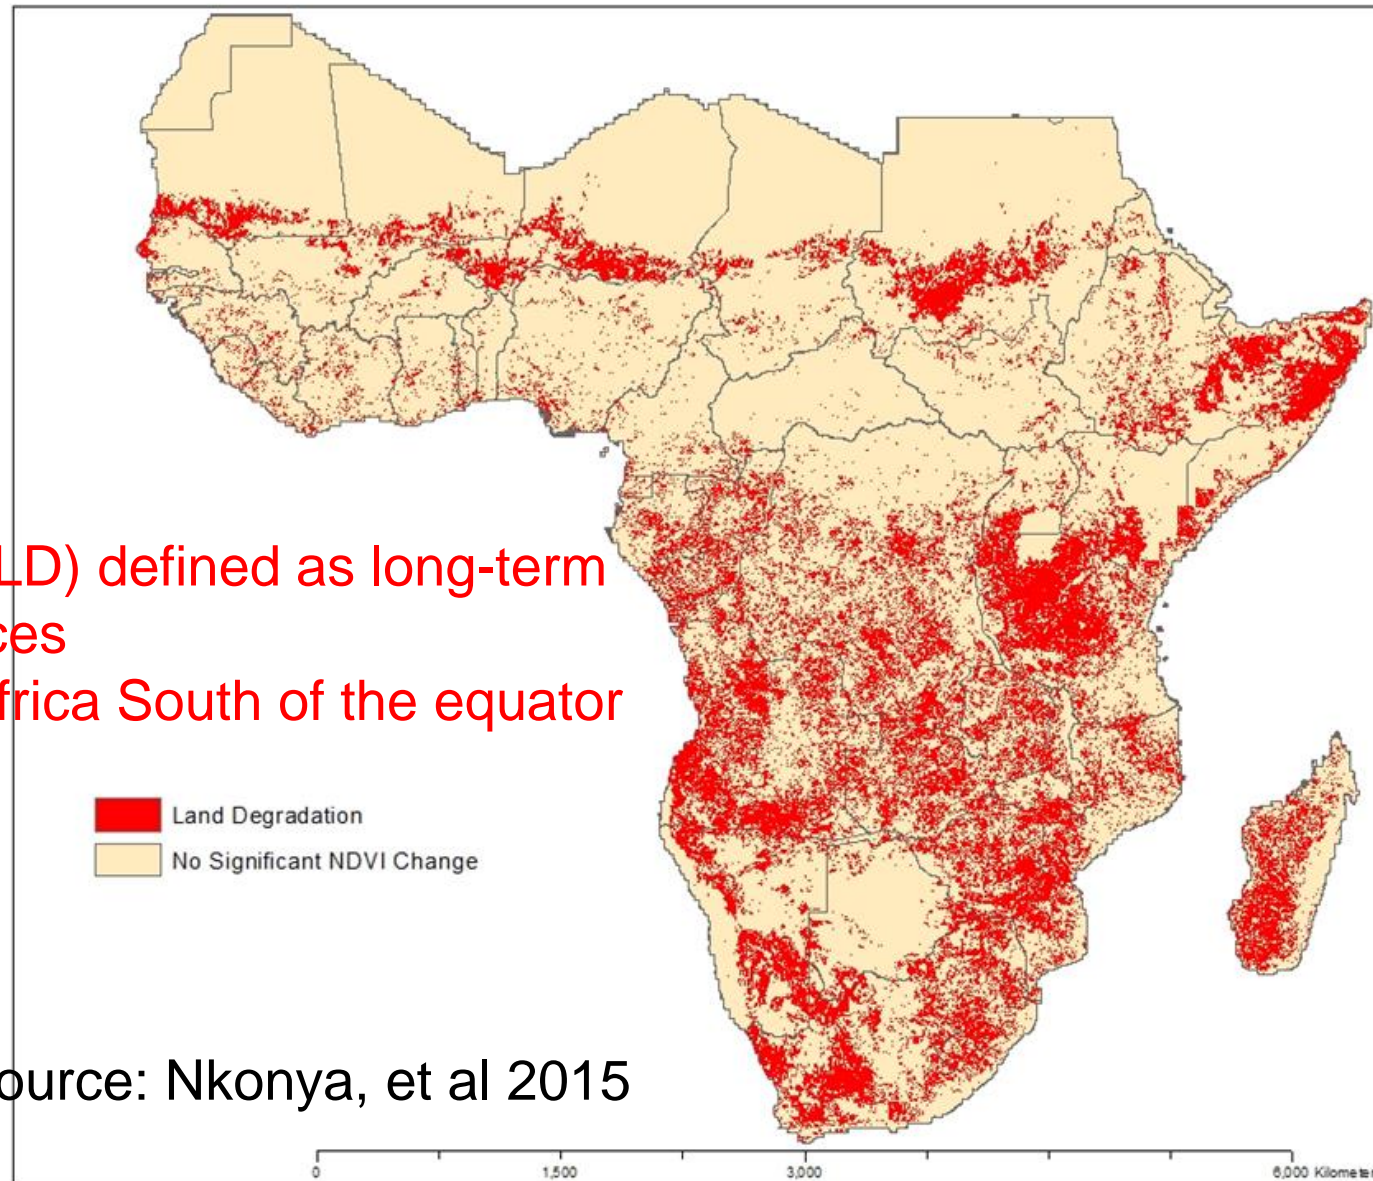 LD) defined as long-term
ces
frica South of the equator
Land Degradation
No Significant NDVI Change
ource: Nkonya, et al 2015
0 1,500 3,000 6,000 Kilometer